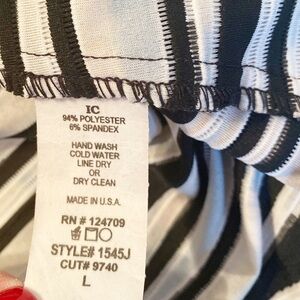 IC
94% POLYESTER
6% SPANDEX
HAND WASH
COLD WATER
LINE DRY
OR
DRY CLEAN
MADE IN U.S.A.
RN # 124709
STYLE# 1545J
CUT# 9740
L